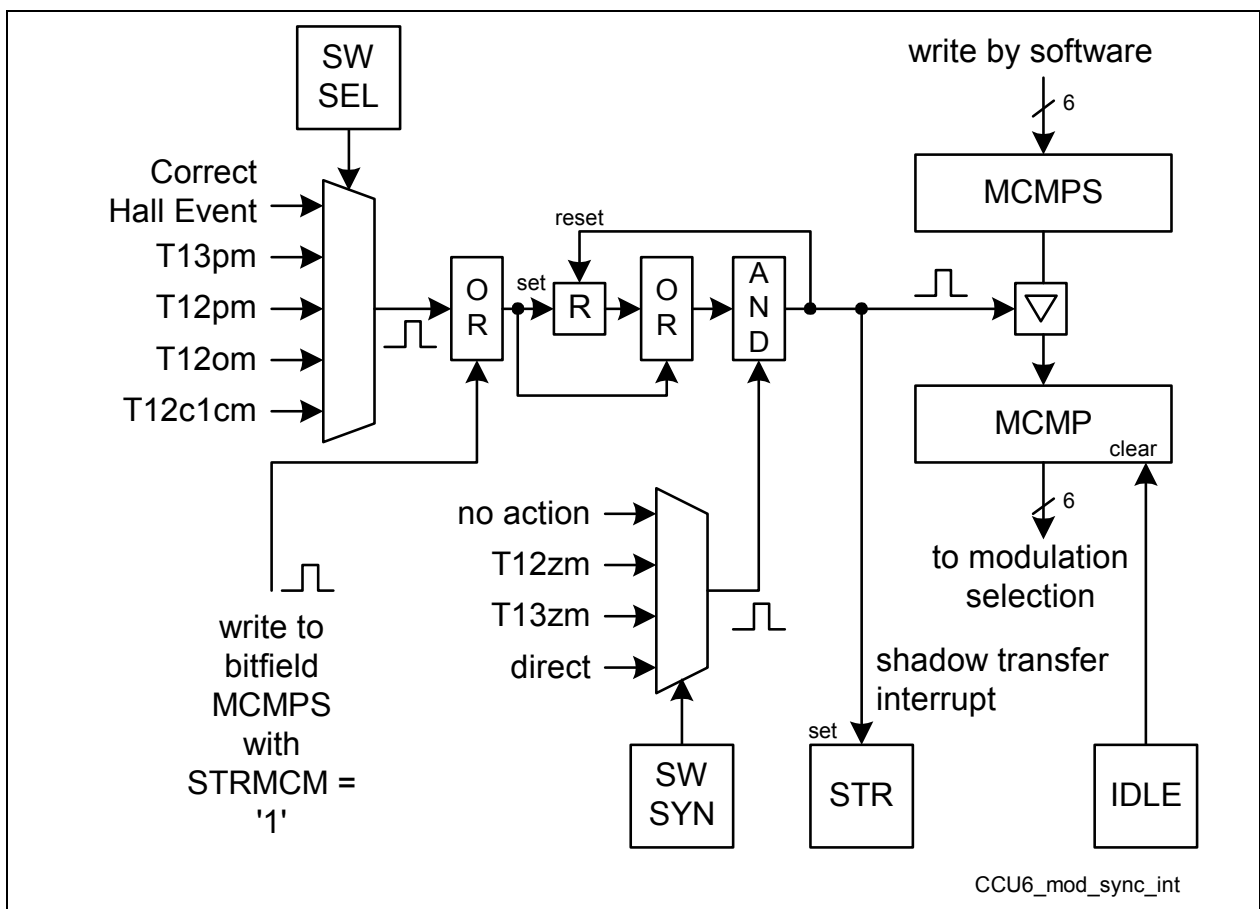 SW
SEL
write by software
6
MCMPS
Correct
Hall Event
T13pm
T12pm
T12om
T12c1cm
O
R
set
reset
R
O
R
A
N
D
MCMP
clear
6
to modulation
selection
no action
T12zm
T13zm
direct
write to
bitfield
MCMPS
with
STRMCM =
'1'
SW
SYN
shadow transfer
interrupt
set
STR
IDLE
CCU6_mod_sync_int